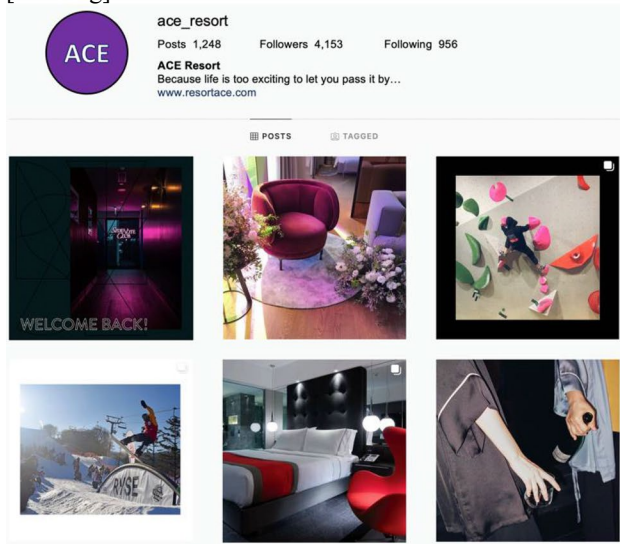 ace_resort
ACE
Posts 1,248 Followers 4,153 Following 956
ACE Resort
Because life is too exciting to let you pass it by…
www.resortace.com
POSTS TAGGED
WELCOME BACK!
RYSE